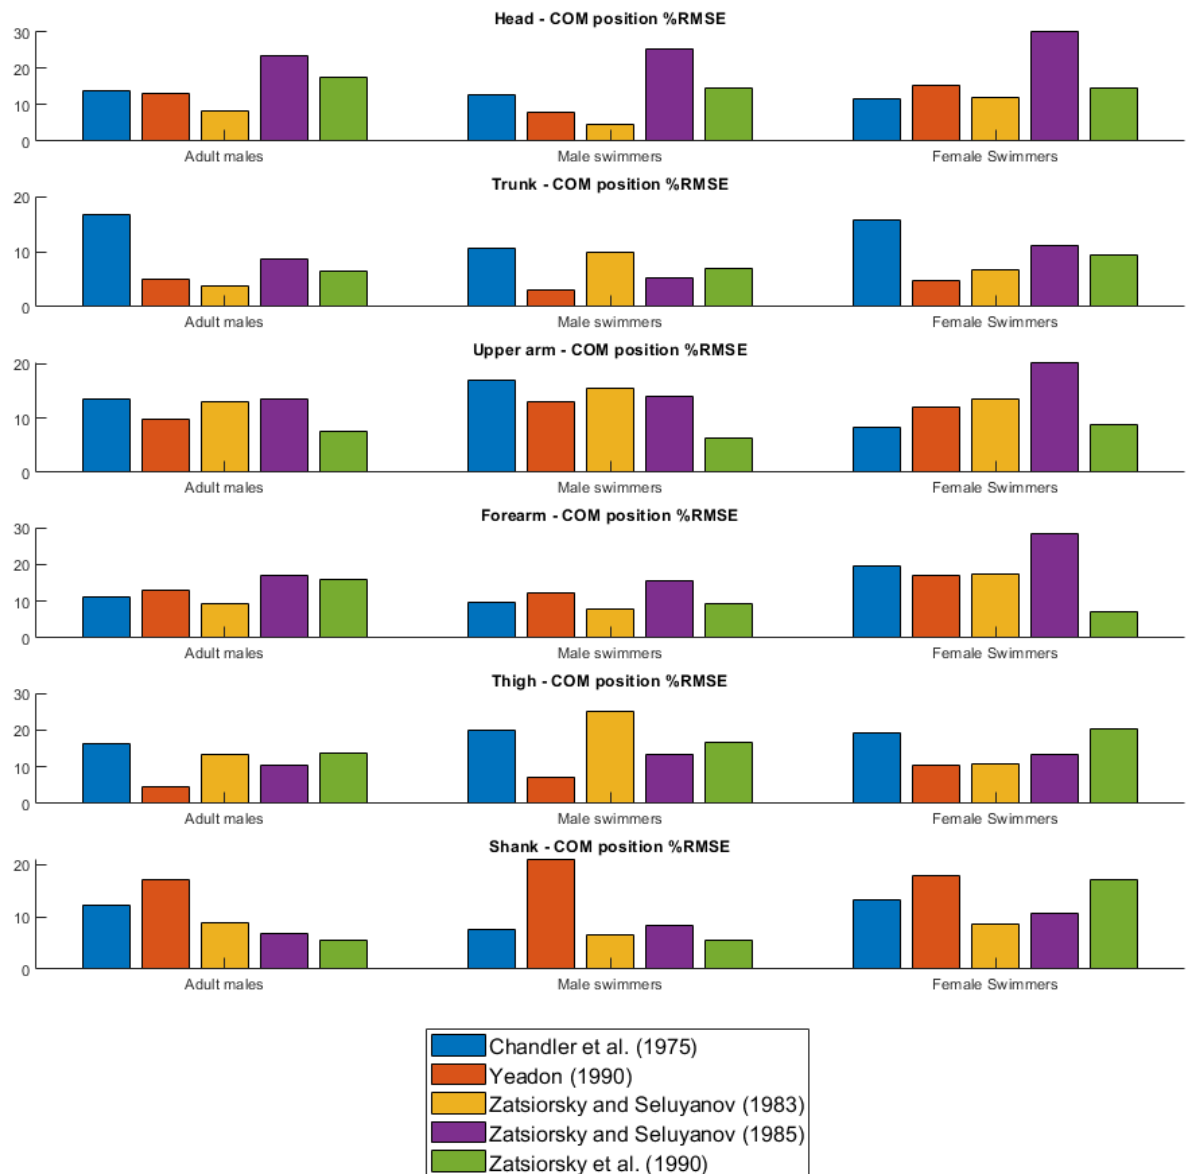 Head - COM position %RMSE
30
20
10
0
Adult males Male swimmers Female Swimmers
Trunk - COM position %RMSE
20
10
0
Adult males Male swimmers Female Swimmers
Upper arm - COM position %RMSE
20
10
0
Adult males Male swimmers Female Swimmers
Forearm - COM position %RMSE
30
20
10
0
Adult males Male swimmers Female Swimmers
Thigh - COM position %RMSE
30
20
10
0
Adult males Male swimmers Female Swimmers
Shank - COM position %RMSE
20
10
0
Adult males Male swimmers Female Swimmers
Chandler et al. (1975)
Yeadon (1990)
Zatsiorsky and Seluyanov (1983)
Zatsiorsky and Seluyanov (1985)
Zatsiorsky et al. (1990)